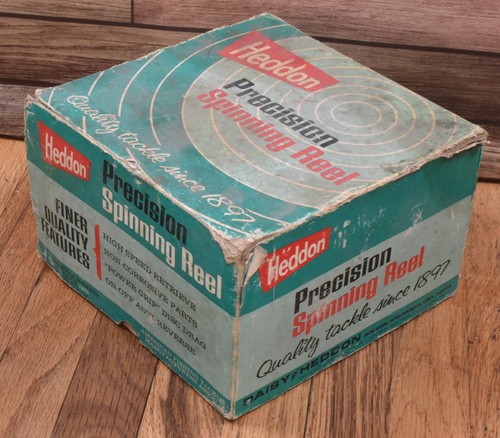 Heddon
Precision
Spinning Reel
Quality tackle since 1897
Heddon
Precision
Spinning Reel
FINER
QUALITY
FEATURES
HIGH SPEED RETRIEVE
NON CORROSIVE PARTS
"POWER GRIP" DISC DRAG
ON-OFF ANTI REVERSE
Heddon
Precision
Spinning Reel
Quality tackle since 1897
DAISY/HEDDON